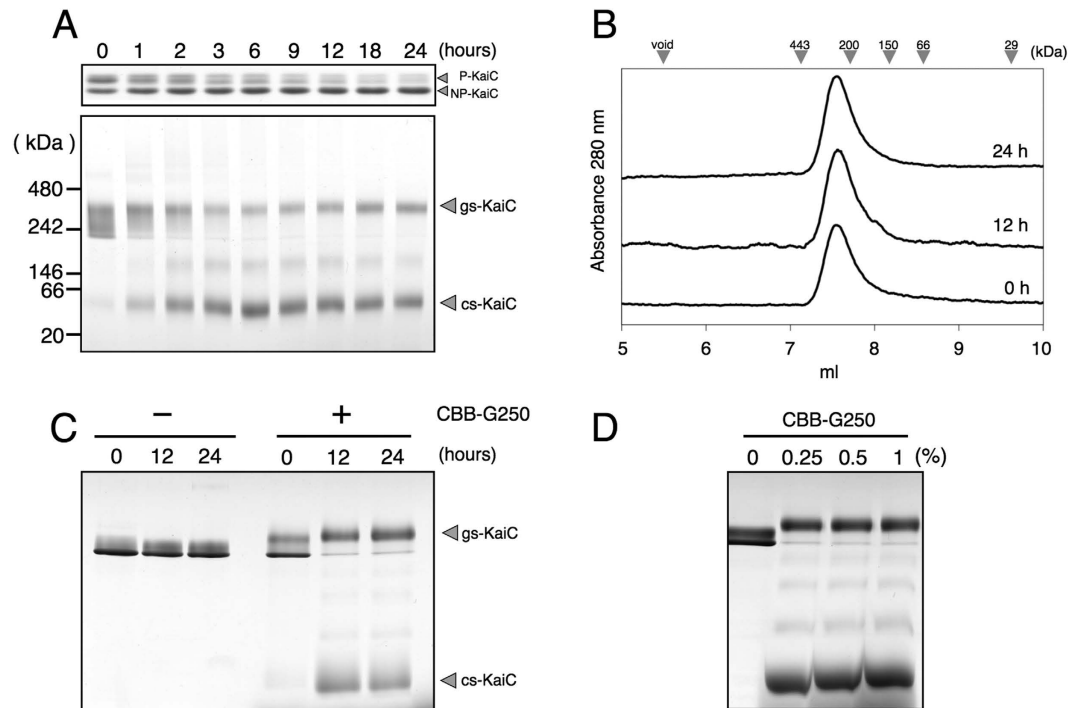 A
0 1 2 3 6 9 12 18 24 (hours)
P-KaiC
NP-KaiC
( kDa )
480
242
146
66
20
gs-KaiC
cs-KaiC
B
void 443 200 150 66 29 (kDa)
Absorbance 280 nm
24 h
12 h
0 h
5 6 7 8 9 10
ml
C
− + CBB-G250
0 12 24 0 12 24 (hours)
gs-KaiC
cs-KaiC
D
CBB-G250
0 0.25 0.5 1 (%)